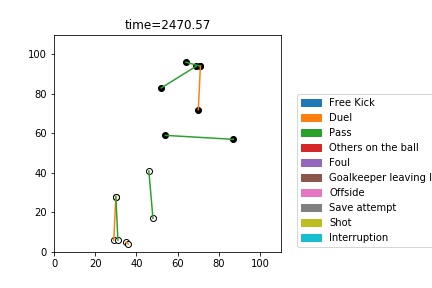 time=2470.57
100
80
60
40
20
0
0 20 40 60 80 100
Free Kick
Duel
Pass
Others on the ball
Foul
Goalkeeper leaving l
Offside
Save attempt
Shot
Interruption